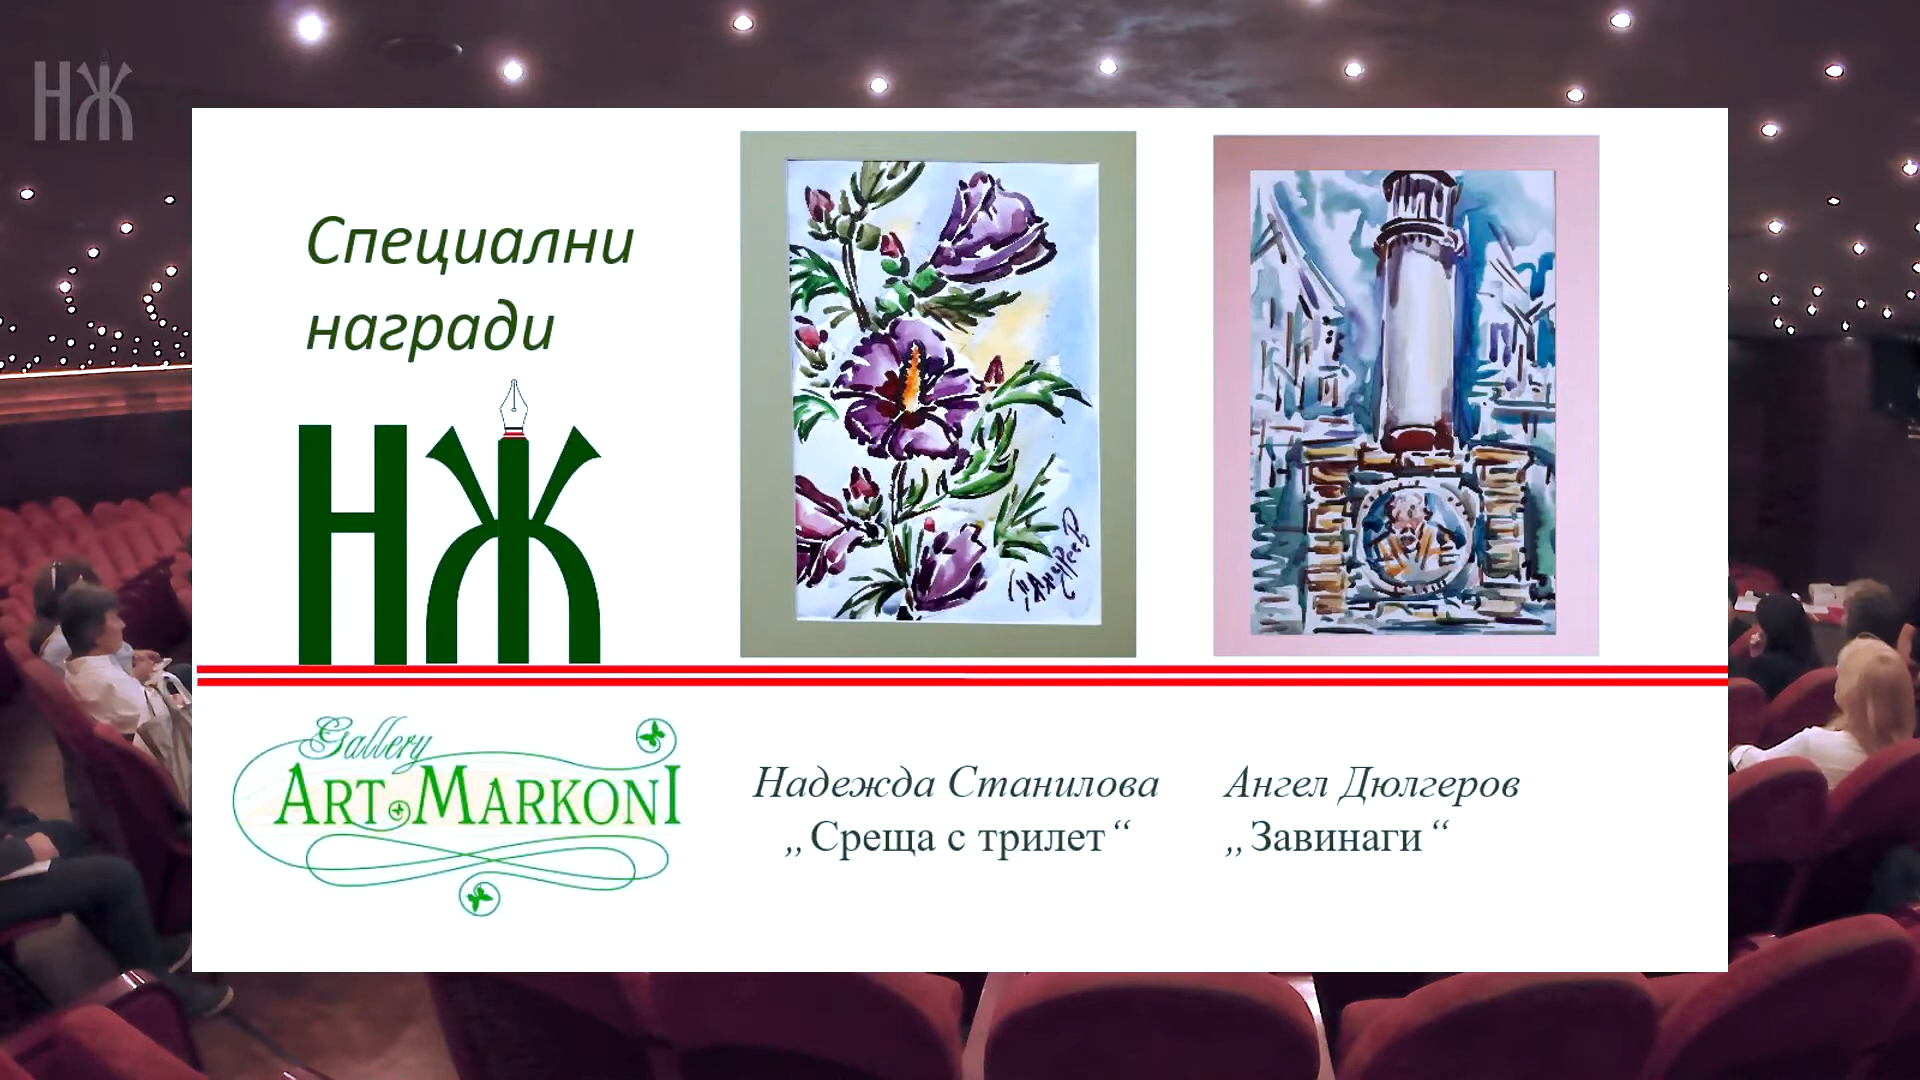 НЖ
Специални
награди
НЖ
Gallery
ART MARKONI
Надежда Станилова
„Среща с трилет“
Ангел Дюлгеров
„Завинаги“